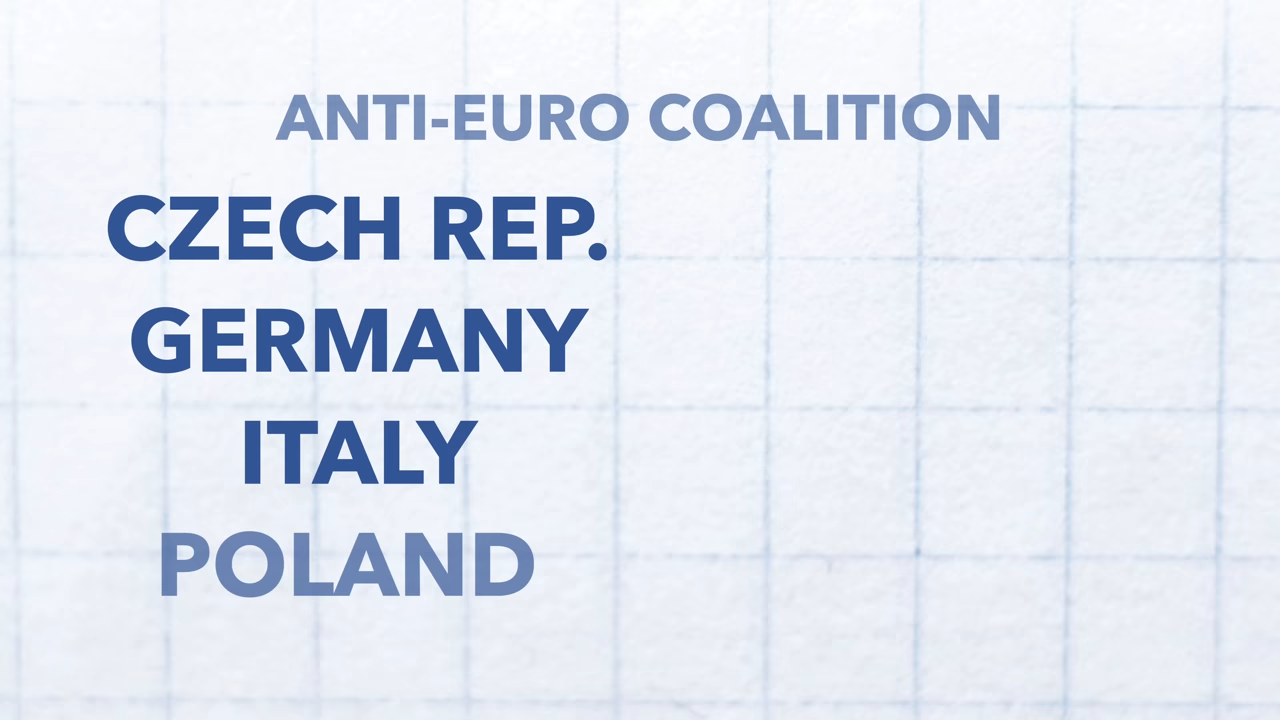 ANTI-EURO COALITION
CZECH REP.
GERMANY
ITALY
POLAND